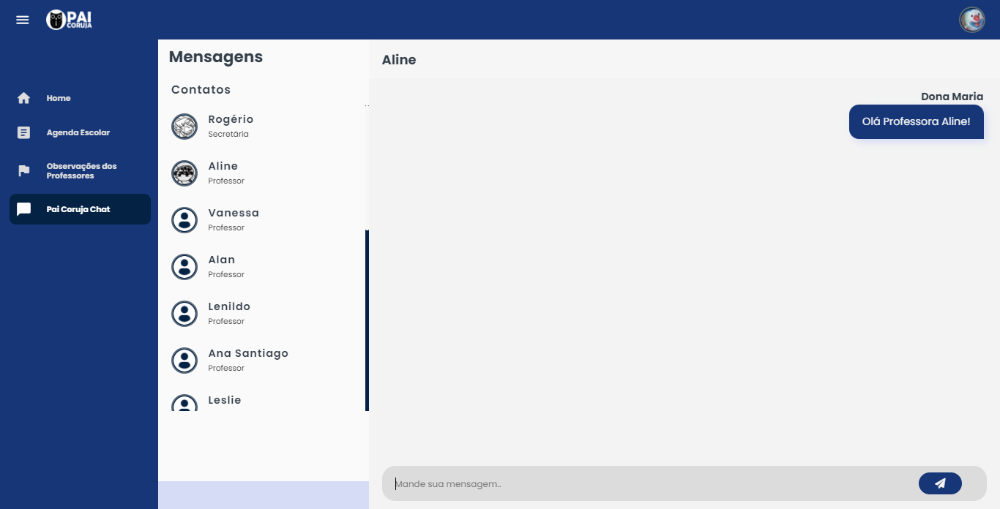 PAI
CORUJA
Home
Agenda Escolar
Observações dos
Professores
Pai Coruja Chat
Mensagens
Contatos
Rogério
Secretária
Aline
Professor
Vanessa
Professor
Alan
Professor
Lenildo
Professor
Ana Santiago
Professor
Leslie
Aline
Dona Maria
Olá Professora Aline!
Mande sua mensagem..